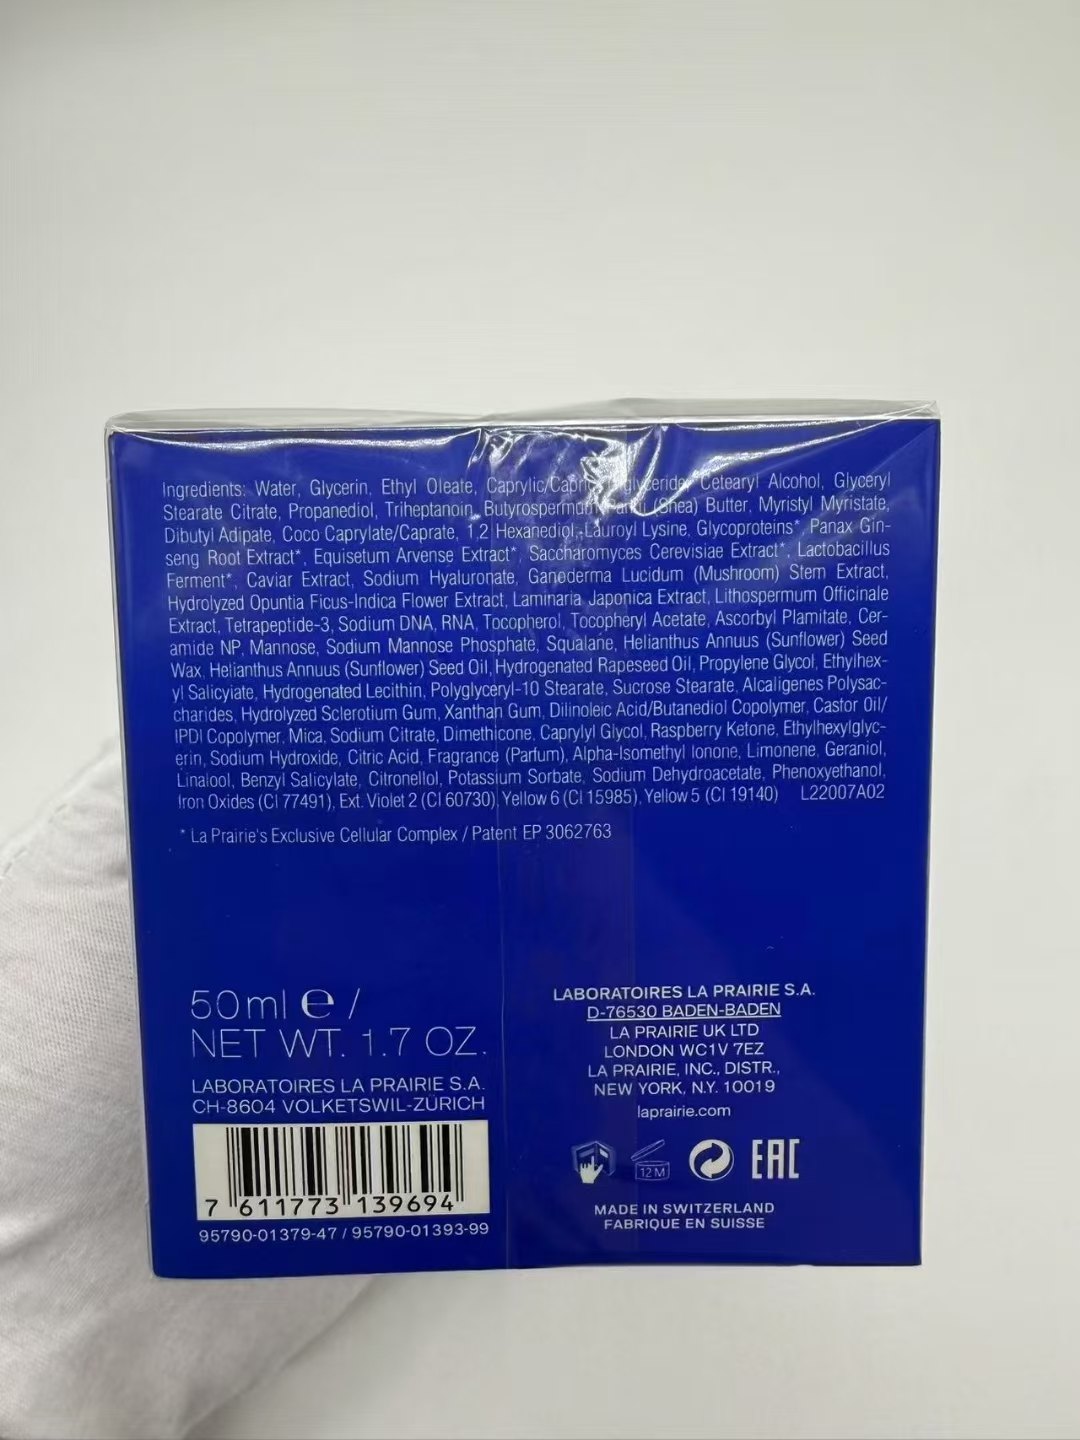 Ingredients: Water, Glycerin, Ethyl Oleate, Caprylic/Capric Triglyceride, Cetearyl Alcohol, Glyceryl
Stearate Citrate, Propanediol, Triheptanoin, Butyrospermum Parkii (Shea) Butter, Myristyl Myristate,
Dibutyl Adipate, Coco Caprylate/Caprate, 1,2 Hexanediol, Lauroyl Lysine, Glycoproteins*, Panax Gin-
seng Root Extract*, Equisetum Arvense Extract*, Saccharomyces Cerevisiae Extract*, Lactobacillus
Ferment*, Caviar Extract, Sodium Hyaluronate, Ganoderma Lucidum (Mushroom) Stem Extract,
Hydrolyzed Opuntia Ficus-Indica Flower Extract, Laminaria Japonica Extract, Lithospermum Officinale
Extract, Tetrapeptide-3, Sodium DNA, RNA, Tocopherol, Tocopheryl Acetate, Ascorbyl Plamitate, Cer-
amide NP, Mannose, Sodium Mannose Phosphate, Squalane, Helianthus Annuus (Sunflower) Seed
Wax, Helianthus Annuus (Sunflower) Seed Oil, Hydrogenated Rapeseed Oil, Propylene Glycol, Ethylhex-
yl Saliciyiate, Hydrogenated Lecithin, Polyglyceryl-10 Stearate, Sucrose Stearate, Alcaligenes Polysac-
charides, Hydrolyzed Sclerotium Gum, Xanthan Gum, Dilinoleic Acid/Butanediol Copolymer, Castor Oil/
IPDI Copolymer, Mica, Sodium Citrate, Dimethicone, Caprylyl Glycol, Raspberry Ketone, Ethylhexylglyc-
erin, Sodium Hydroxide, Citric Acid, Fragrance (Parfum), Alpha-Isomethyl Ionone, Limonene, Geraniol,
Linalool, Benzyl Salicylate, Citronellol, Potassium Sorbate, Sodium Dehydroacetate, Phenoxyethanol,
Iron Oxides (CI 77491), Ext. Violet 2 (CI 60730), Yellow 6 (CI 15985), Yellow 5 (CI 19140) L22007A02
* La Prairie's Exclusive Cellular Complex / Patent EP 3062763
50ml e /
NET WT. 1.7 OZ.
LABORATOIRES LA PRAIRIE S.A.
CH-8604 VOLKETSWIL-ZÜRICH
7 611773 139694
95790-01379-47 / 95790-01393-99
LABORATOIRES LA PRAIRIE S.A.
D-76530 BADEN-BADEN
LA PRAIRIE UK LTD
LONDON WC1V 7EZ
LA PRAIRIE, INC., DISTR.,
NEW YORK, N.Y. 10019
laprairie.com
12M
EAC
MADE IN SWITZERLAND
FABRIQUE EN SUISSE